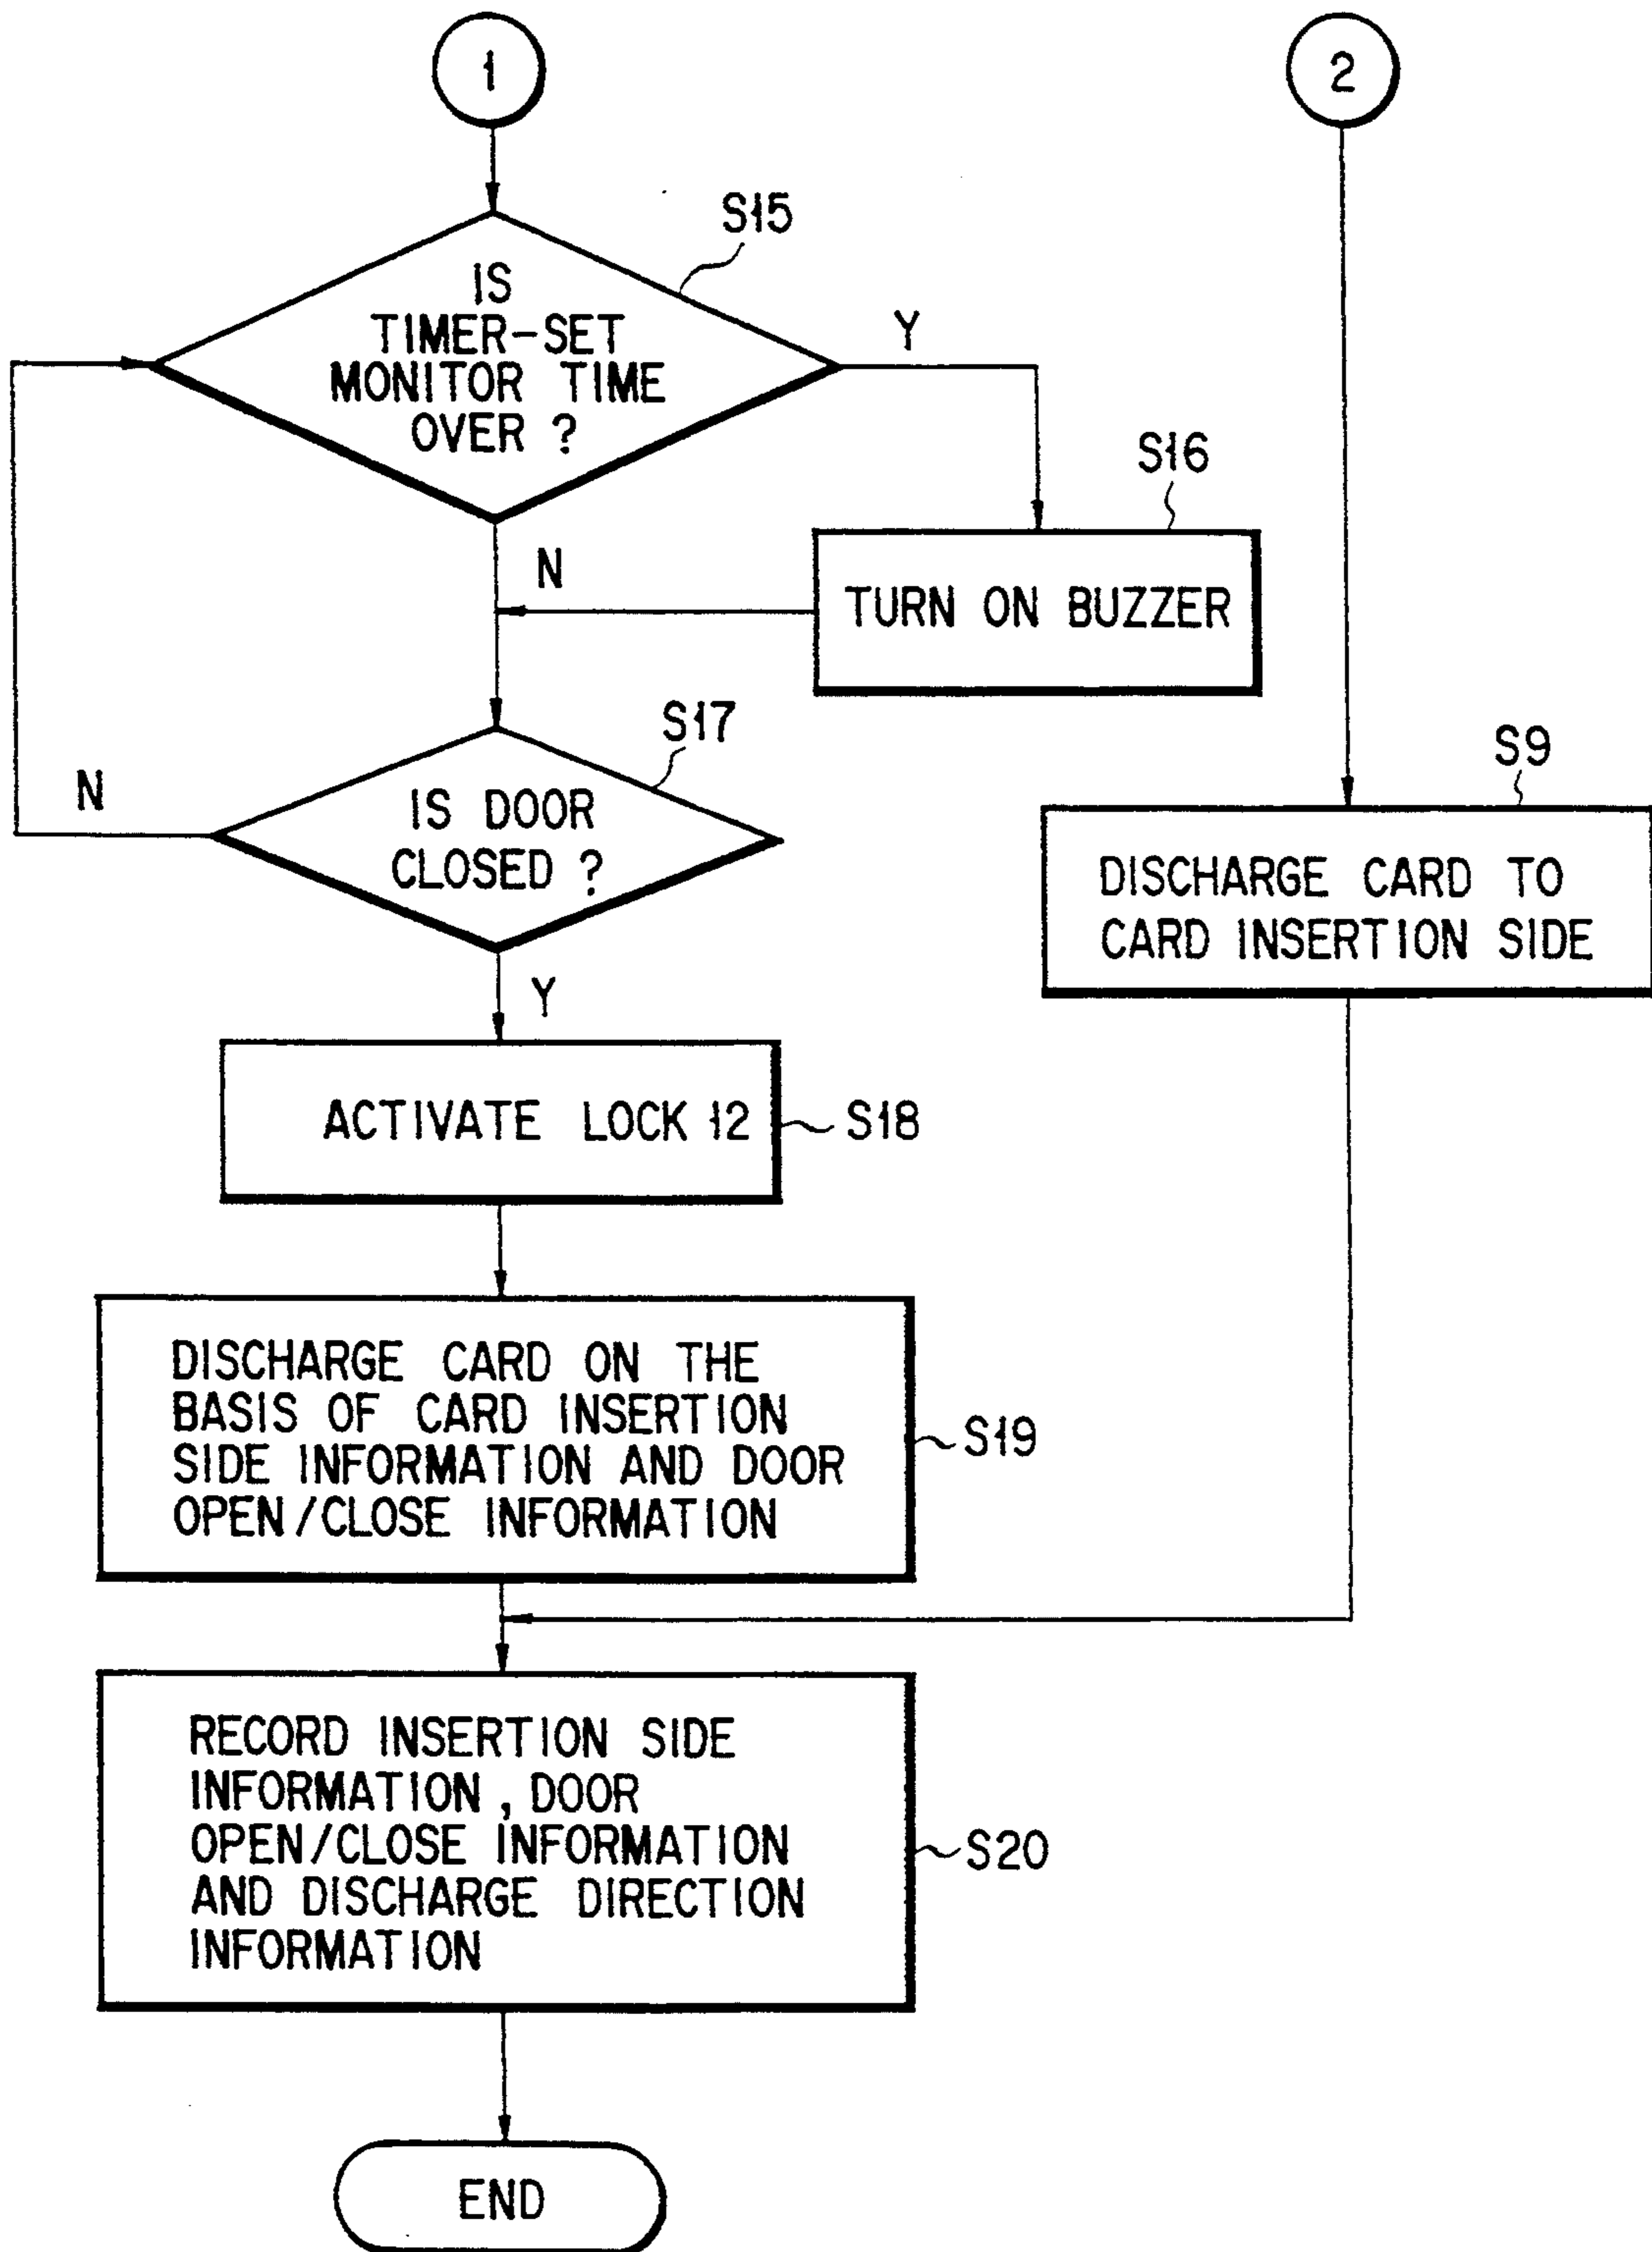 1
2
S15
IS
TIMER-SET
MONITOR TIME
OVER ?
Y
S16
N
TURN ON BUZZER
S17
N
IS DOOR
CLOSED ?
S9
DISCHARGE CARD TO
CARD INSERTION SIDE
Y
ACTIVATE LOCK 12
S18
DISCHARGE CARD ON THE
BASIS OF CARD INSERTION
SIDE INFORMATION AND DOOR
OPEN/CLOSE INFORMATION
S19
RECORD INSERTION SIDE
INFORMATION, DOOR
OPEN/CLOSE INFORMATION
AND DISCHARGE DIRECTION
INFORMATION
S20
END